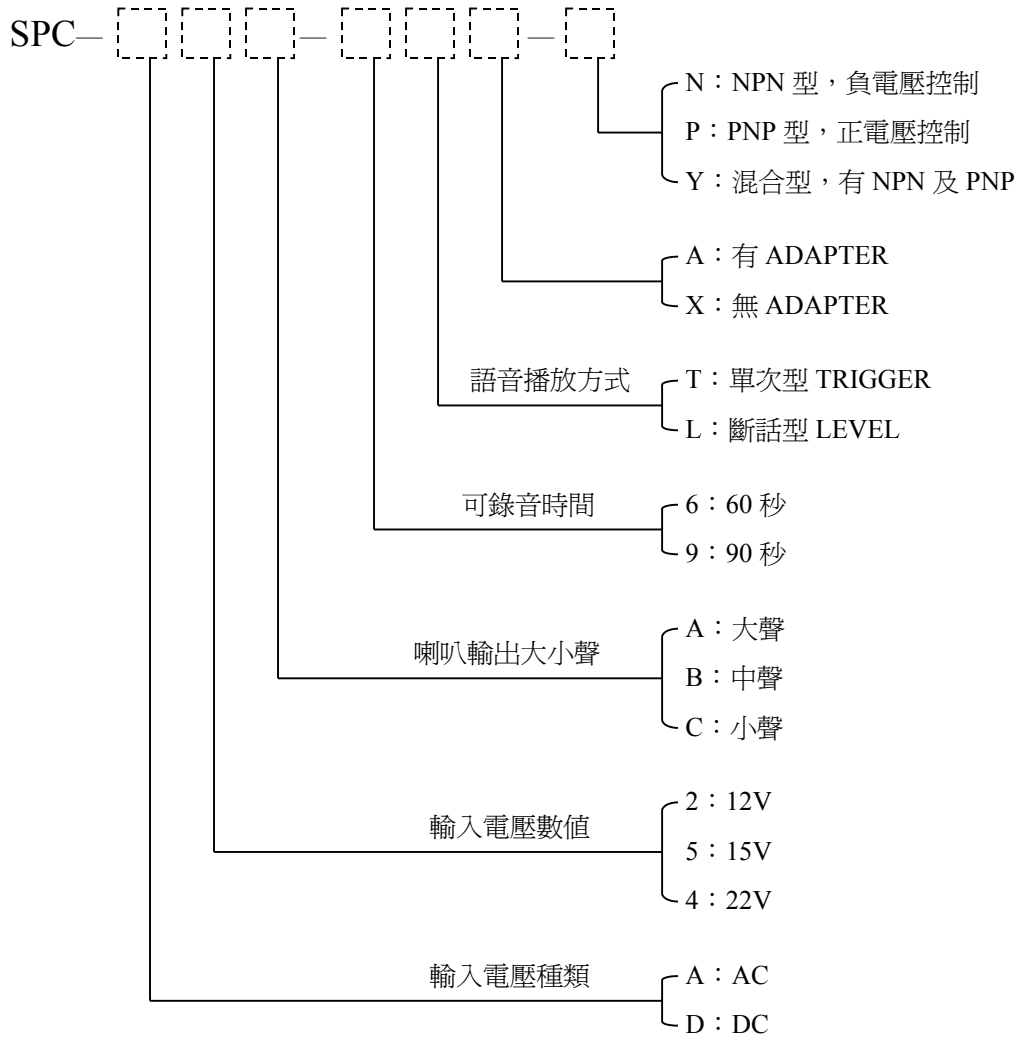 SPC— — —
N：NPN 型，負電壓控制
P：PNP 型，正電壓控制
Y：混合型，有 NPN 及 PNP
A：有 ADAPTER
X：無 ADAPTER
語音播放方式
T：單次型 TRIGGER
L：斷話型 LEVEL
可錄音時間
6：60 秒
9：90 秒
喇叭輸出大小聲
A：大聲
B：中聲
C：小聲
輸入電壓數值
2：12V
5：15V
4：22V
輸入電壓種類
A：AC
D：DC